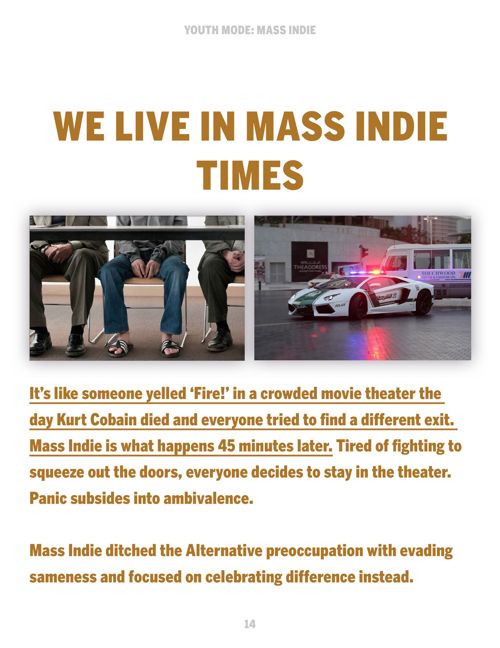 YOUTH MODE: MASS INDIE
WE LIVE IN MASS INDIE
TIMES
THE ADDRESS
It's like someone yelled ‘Fire!’ in a crowded movie theater the
day Kurt Cobain died and everyone tried to find a different exit.
Mass Indie is what happens 45 minutes later. Tired of fighting to
squeeze out the doors, everyone decides to stay in the theater.
Panic subsides into ambivalence.
Mass Indie ditched the Alternative preoccupation with evading
sameness and focused on celebrating difference instead.
14